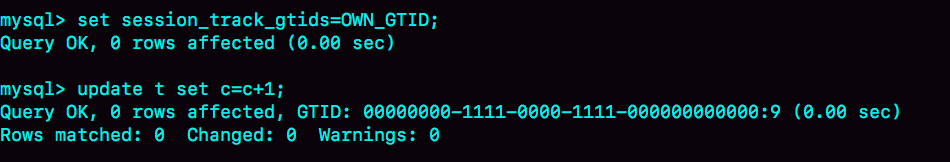 mysql> set session_track_gtids=OWN_GTID;
Query OK, 0 rows affected (0.00 sec)
mysql> update t set c=c+1;
Query OK, 0 rows affected, GTID: 00000000-1111-0000-1111-000000000000:9 (0.00 sec)
Rows matched: 0  Changed: 0  Warnings: 0